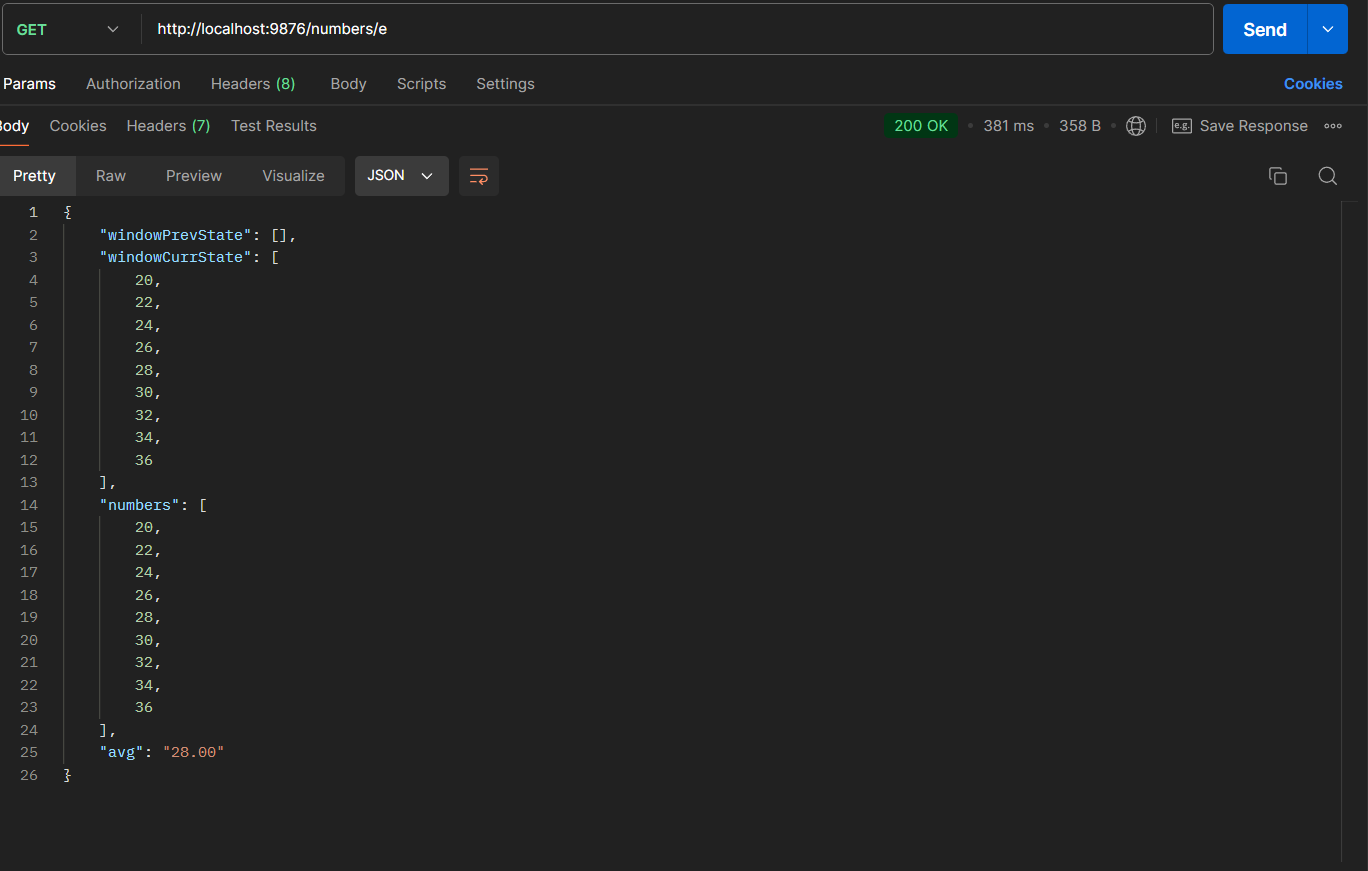 GET http://localhost:9876/numbers/e Send
Params Authorization Headers (8) Body Scripts Settings Cookies
Body Cookies Headers (7) Test Results 200 OK • 381 ms • 358 B • e.g. Save Response
Pretty Raw Preview Visualize JSON
1 {
2 "windowPrevState": [],
3 "windowCurrState": [
4 20,
5 22,
6 24,
7 26,
8 28,
9 30,
10 32,
11 34,
12 36
13 ],
14 "numbers": [
15 20,
16 22,
17 24,
18 26,
19 28,
20 30,
21 32,
22 34,
23 36
24 ],
25 "avg": "28.00"
26 }